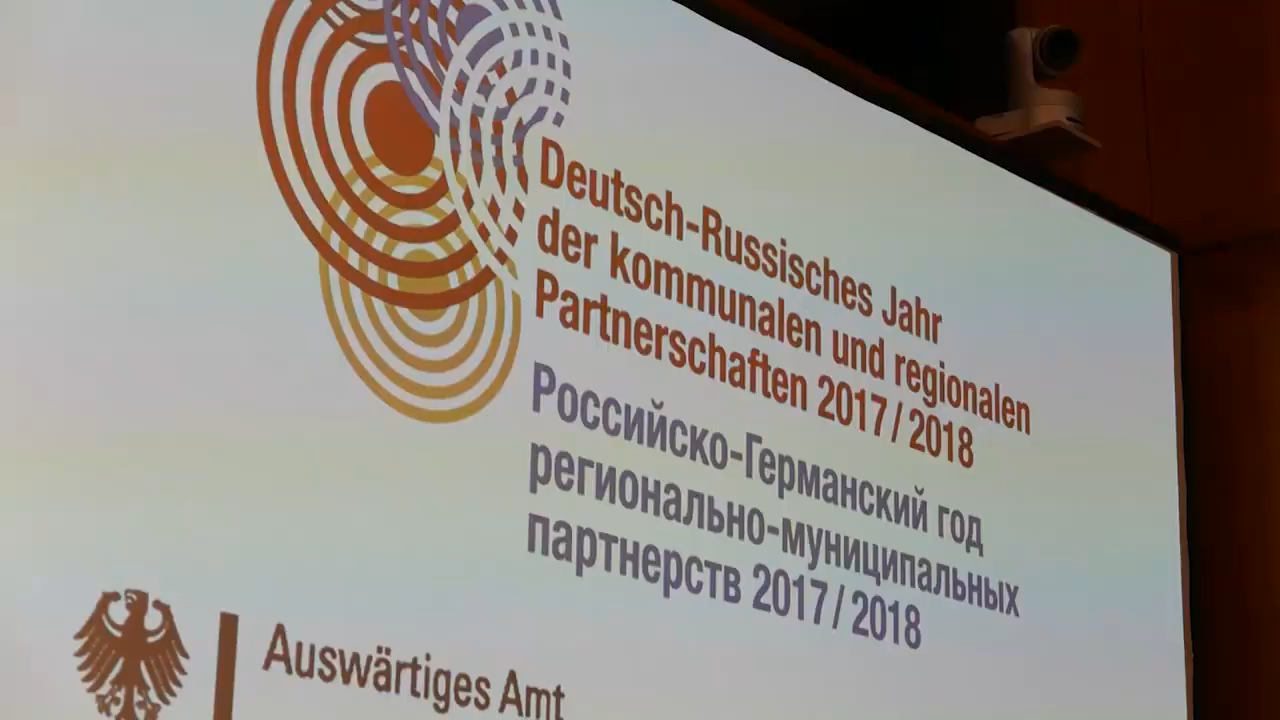 Deutsch-Russisches Jahr
der kommunalen und regionalen
Partnerschaften 2017/2018
Российско-Германский год
регионально-муниципальных
партнерств 2017/2018
Auswärtiges Amt